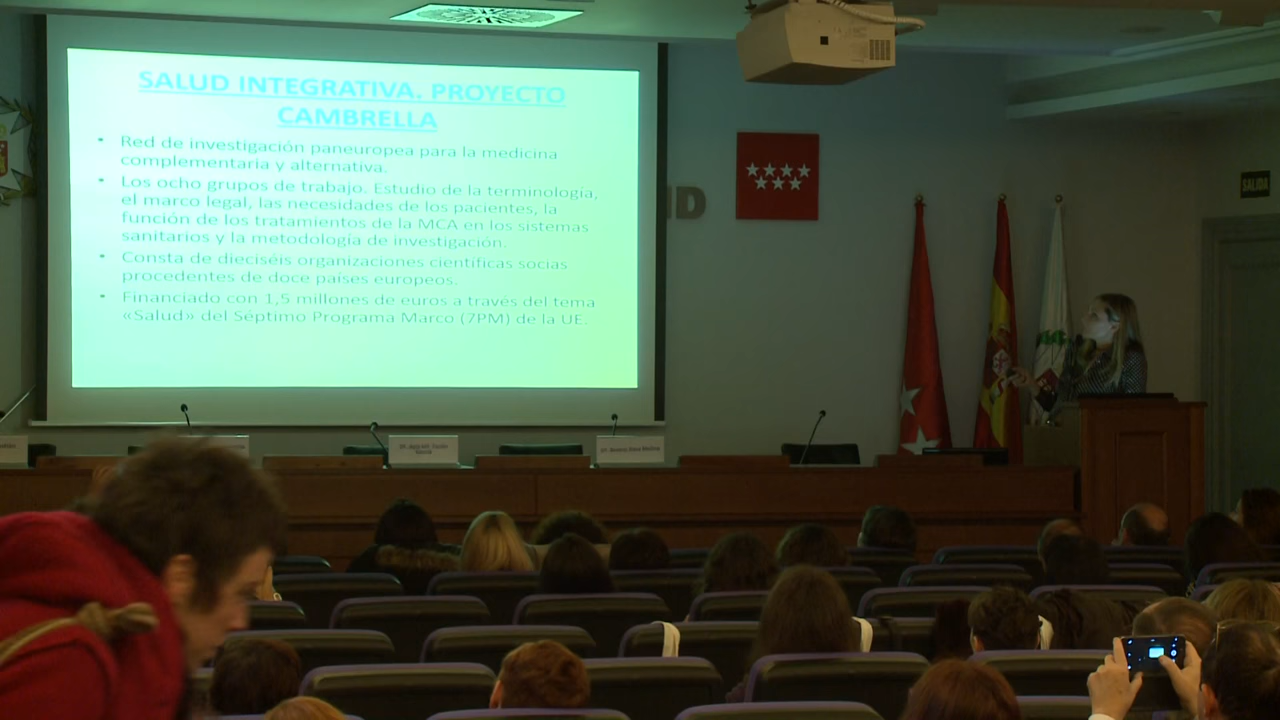 SALUD INTEGRATIVA. PROYECTO
CAMBRELLA
• Red de investigación paneuropea para la medicina
complementaria y alternativa.
• Los ocho grupos de trabajo. Estudio de la terminología,
el marco legal, las necesidades de los pacientes, la
función de los tratamientos de la MCA en los sistemas
sanitarios y la metodología de investigación.
• Consta de dieciséis organizaciones científicas socias
procedentes de doce países europeos.
• Financiado con 1,5 millones de euros a través del tema
«Salud» del Séptimo Programa Marco (7PM) de la UE.
ID
SALIDA